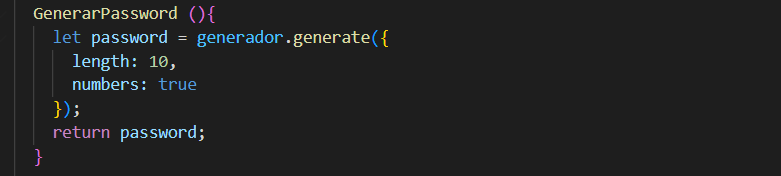 GenerarPassword (){
let password = generador.generate({
length: 10,
numbers: true
});
return password;
}